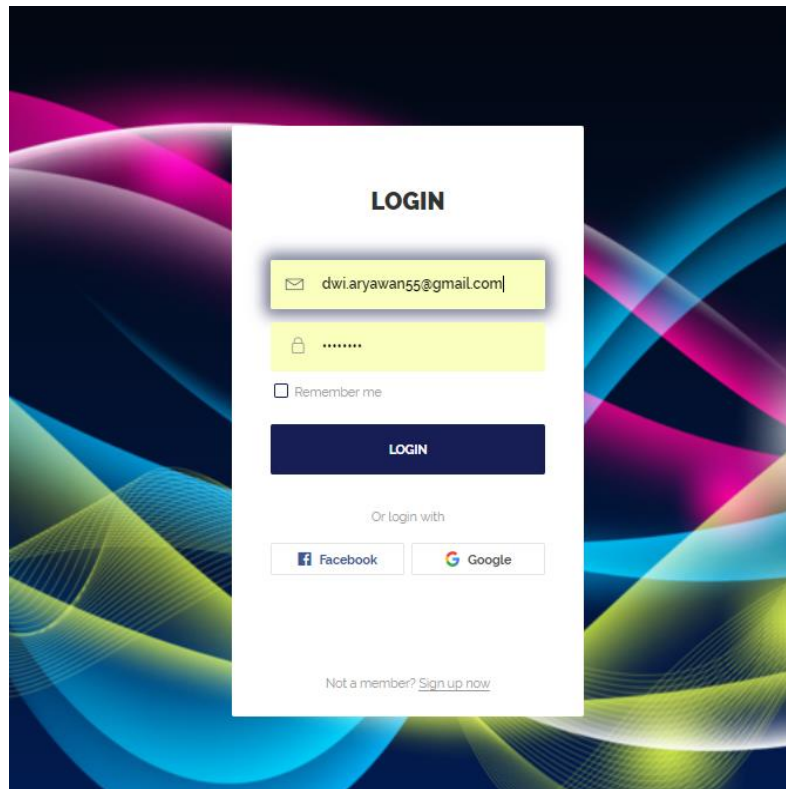 LOGIN
dwi.aryawan55@gmail.com
••••••••
Remember me
LOGIN
Or login with
Facebook Google
Not a member? Sign up now